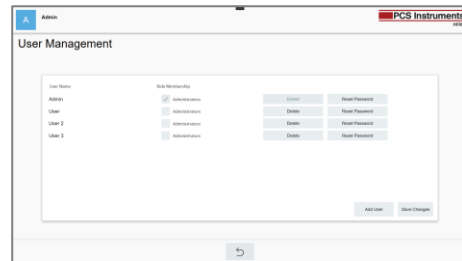 A Admin PCS Instruments
User Management
User Name Role Membership
Admin Administrators Delete Reset Password
User Administrators Delete Reset Password
User 2 Administrators Delete Reset Password
User 3 Administrators Delete Reset Password
Add User Save Changes